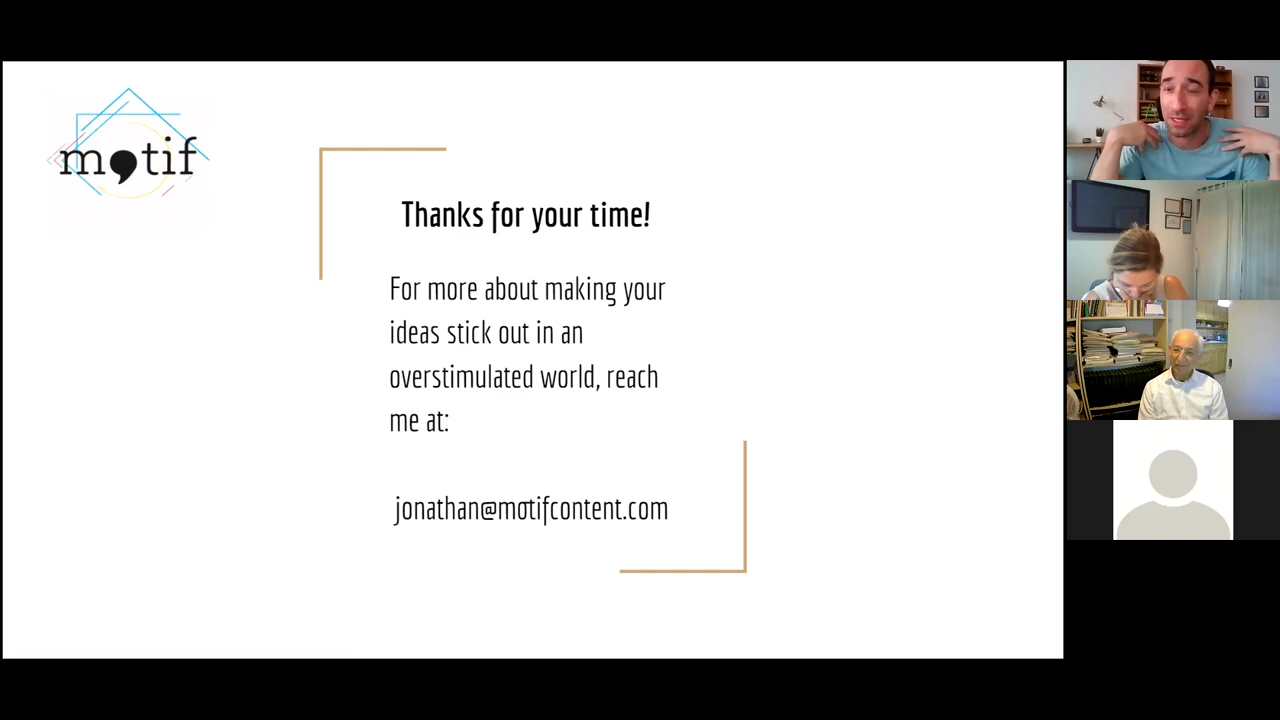 motif
Thanks for your time!
For more about making your
ideas stick out in an
overstimulated world, reach
me at:
jonathan@motifcontent.com